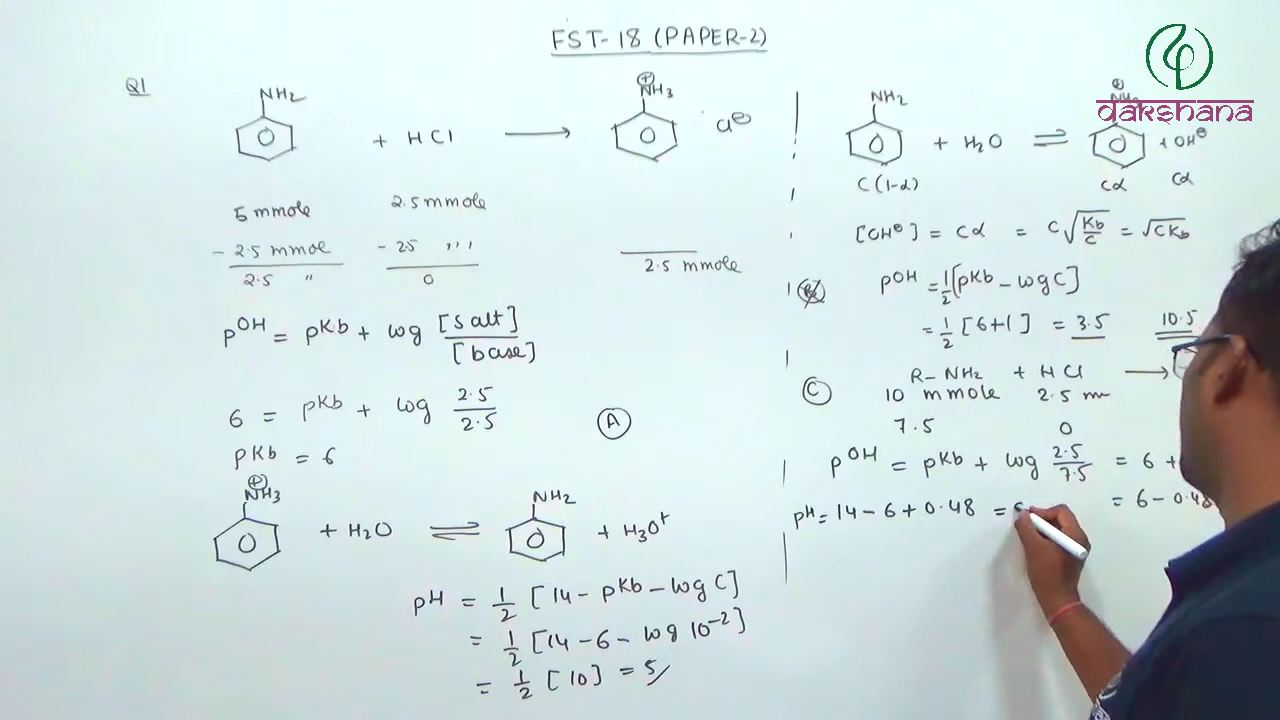 FST-18 (PAPER-2)
dakshana
Q1
NH2 + HCl → ⊕NH3 Cl⊖
5 mmole 2.5 mmole
- 2.5 mmol - 25 ,,,
2.5 " 0 2.5 mmole
pOH = pKb + log [Salt]/[base]
6 = pKb + log 2.5/2.5
pKb = 6
(A)
⊕NH3 + H2O ⇌ NH2 + H3O+
pH = 1/2 [14 - pKb - log C]
= 1/2 [14 - 6 - log 10^-2]
= 1/2 [10] = 5
NH2 + H2O ⇌ ⊕ + OH⊖
C(1-α) Cα Cα
[OH⊖] = Cα = C√(Kb/C) = √CKb
pOH = 1/2 [pKb - log C]
= 1/2 [6+1] = 3.5 10.5
(C) R-NH2 + HCl →
10 mmole 2.5 m
7.5 0
pOH = pKb + log 2.5/7.5 = 6 +
= 6 - 0.48
pH = 14 - 6 + 0.48 =